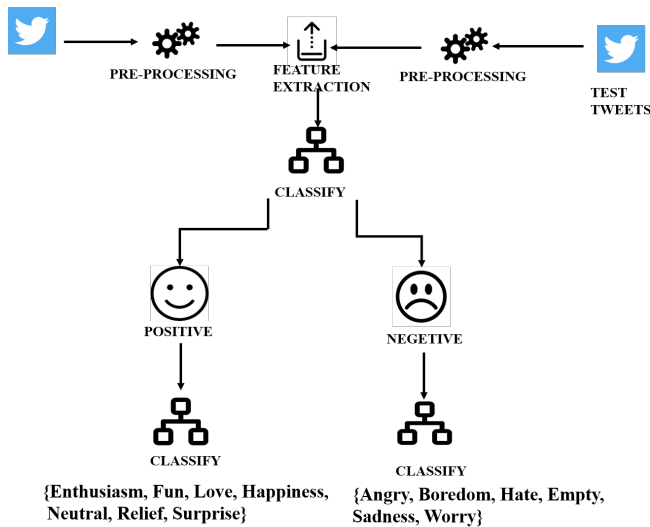 PRE-PROCESSING
FEATURE
EXTRACTION
PRE-PROCESSING
TEST
TWEETS
CLASSIFY
POSITIVE
NEGETIVE
CLASSIFY
CLASSIFY
{Enthusiasm, Fun, Love, Happiness,
Neutral, Relief, Surprise}
{Angry, Boredom, Hate, Empty,
Sadness, Worry}